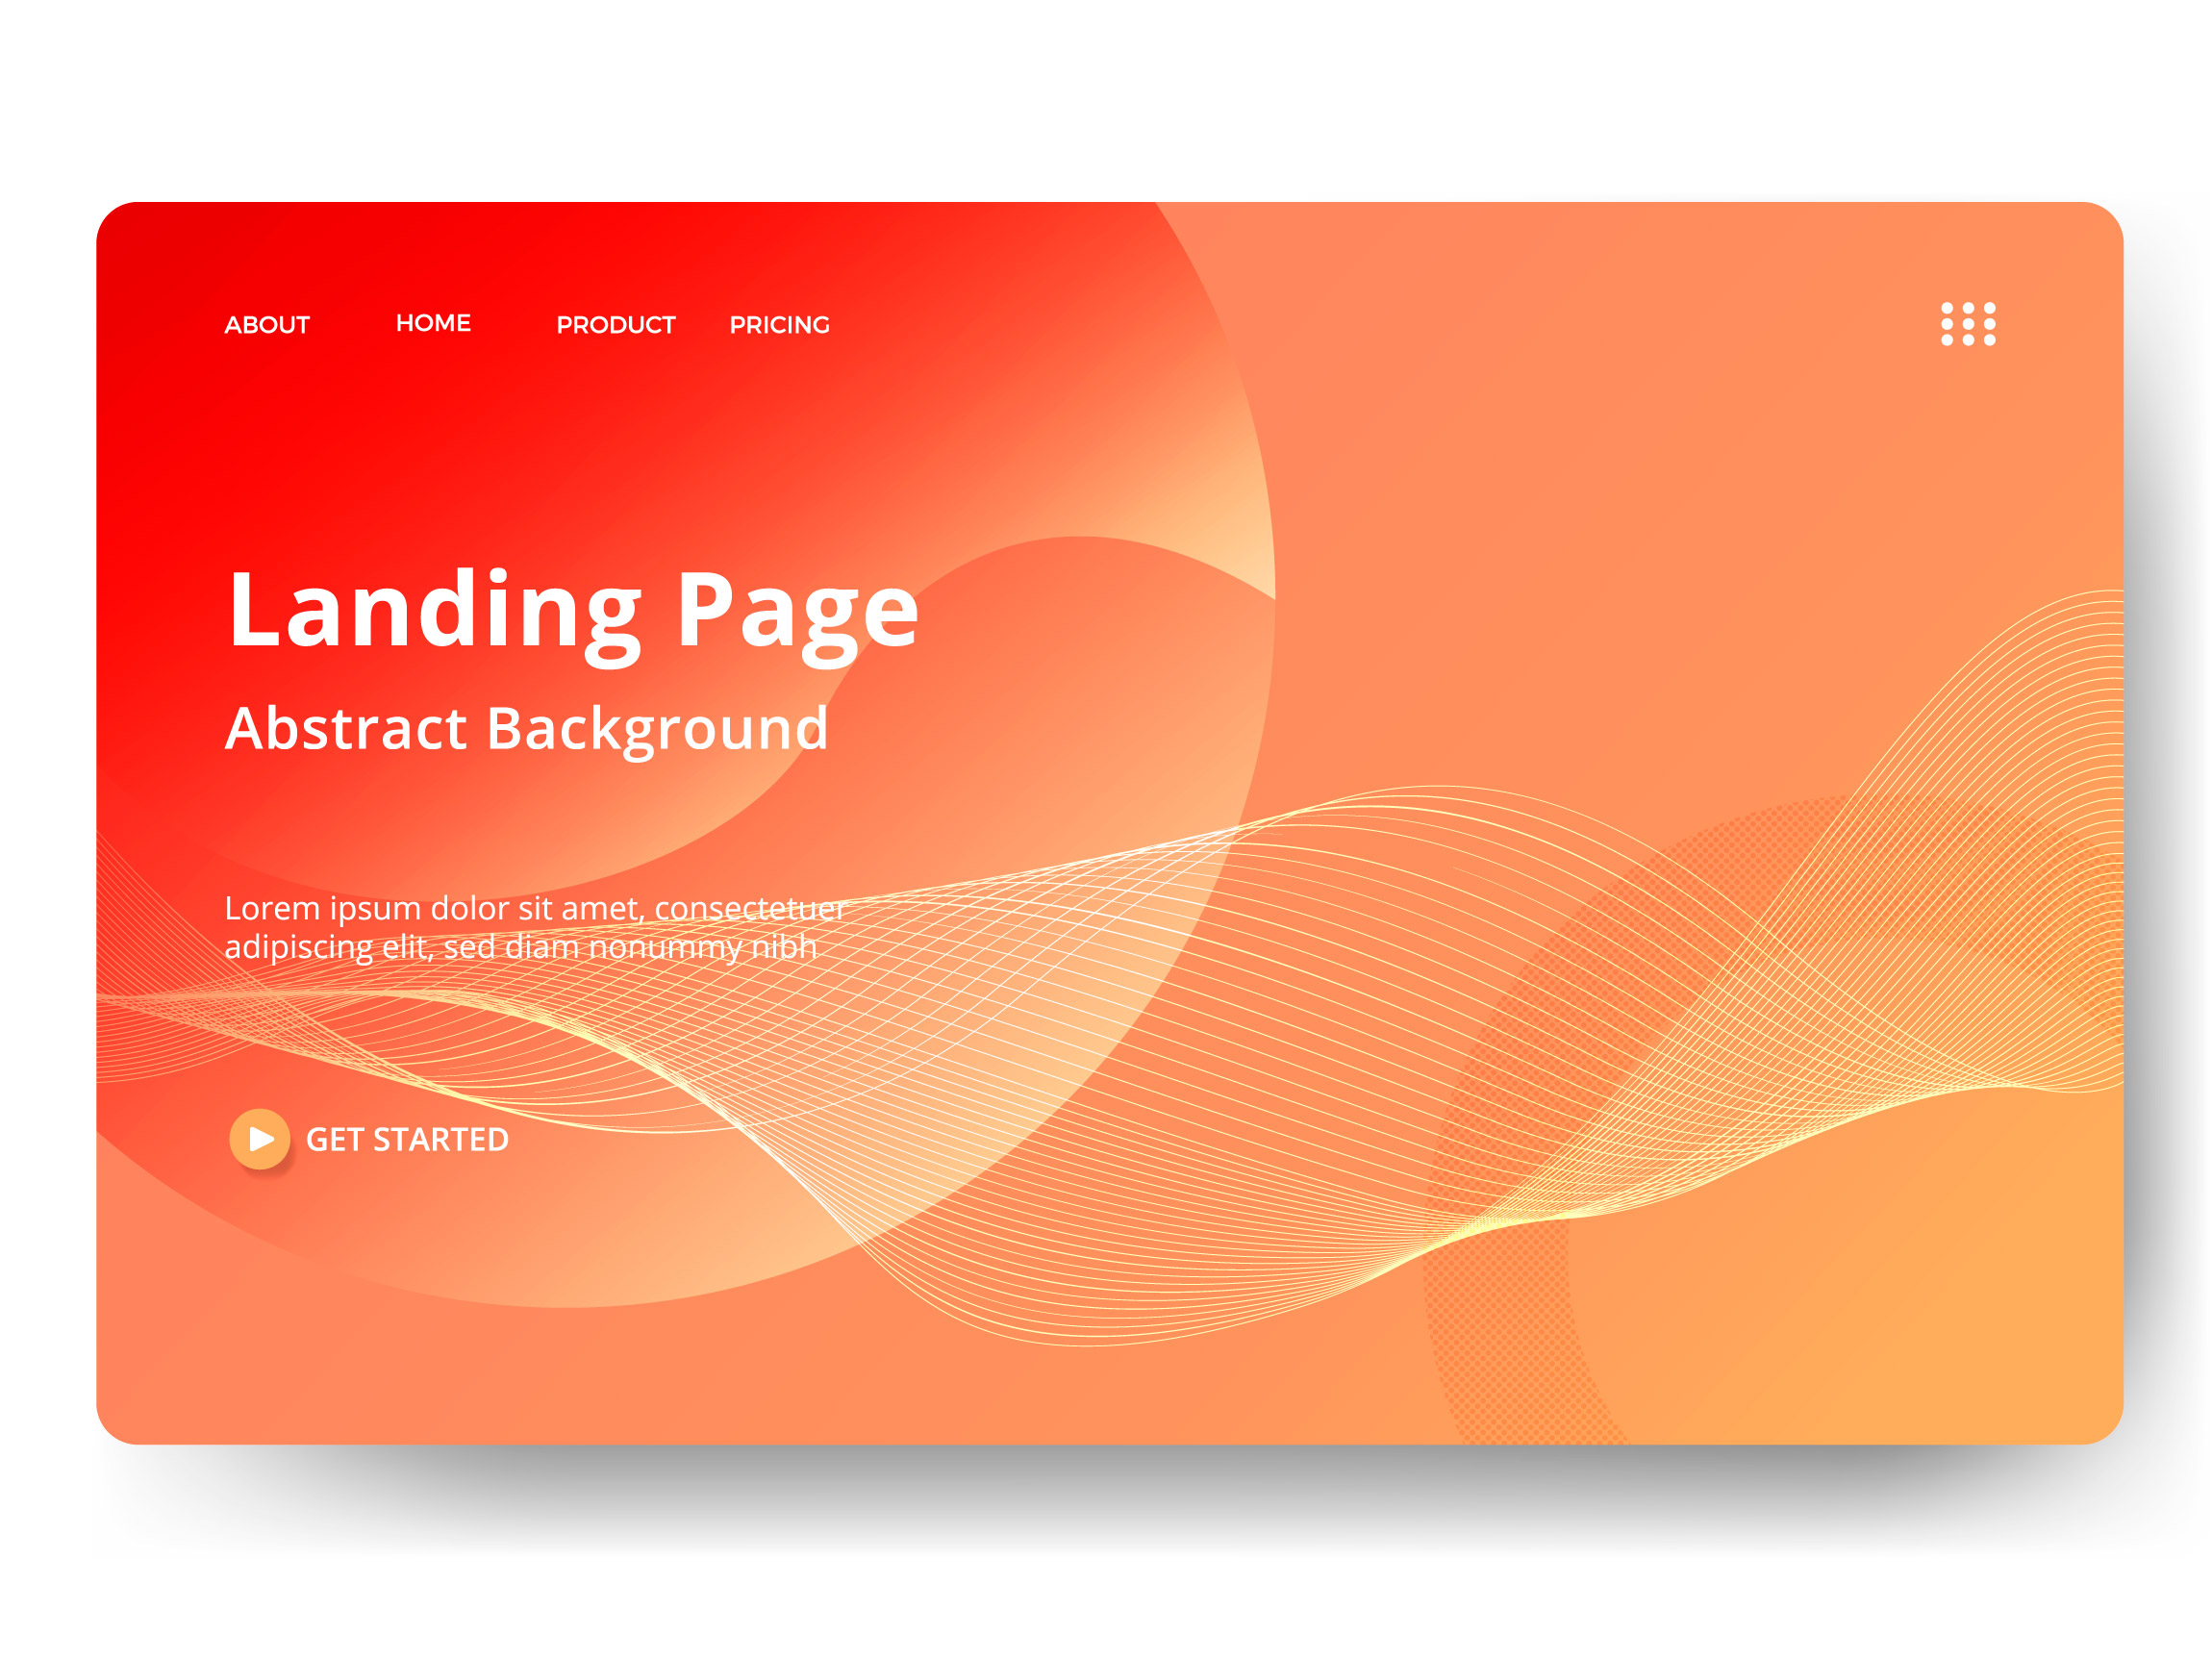 ABOUT HOME PRODUCT PRICING
Landing Page
Abstract Background
Lorem ipsum dolor sit amet, consectetuer
adipiscing elit, sed diam nonummy nibh
GET STARTED